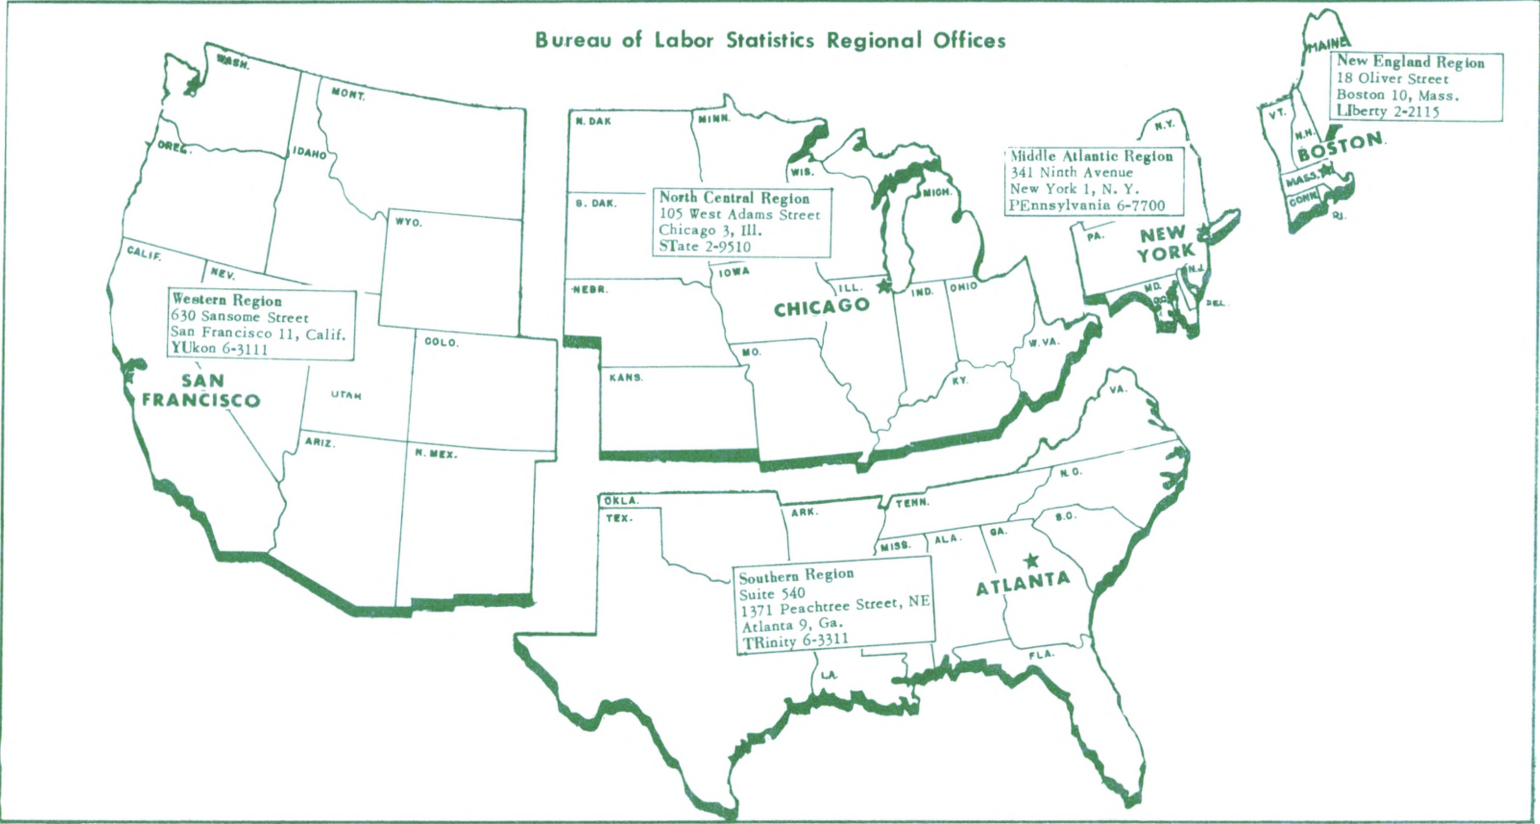 Bureau of Labor Statistics Regional Offices
WASH.
MONT.
OREG.
IDAHO
WYO.
CALIF.
NEV.
Western Region
630 Sansome Street
San Francisco 11, Calif.
YUkon 6-3111
SAN
FRANCISCO
UTAH
COLO.
ARIZ.
N. MEX.
N. DAK
MINN.
S. DAK.
WIS.
MICH.
North Central Region
105 West Adams Street
Chicago 3, Ill.
STate 2-9510
IOWA
NEBR.
ILL.
IND.
OHIO
CHICAGO
MO.
KANS.
KY.
W. VA.
N.Y.
Middle Atlantic Region
341 Ninth Avenue
New York 1, N. Y.
PEnnsylvania 6-7700
PA.
NEW
YORK
N.J.
MD.
D.C.
DEL.
MAINE
New England Region
18 Oliver Street
Boston 10, Mass.
LIberty 2-2115
VT.
N.H.
BOSTON
MASS.
CONN.
R.I.
VA.
N.C.
OKLA.
TEX.
ARK.
TENN.
S.C.
MISS.
ALA.
GA.
ATLANTA
Southern Region
Suite 540
1371 Peachtree Street, NE
Atlanta 9, Ga.
TRinity 6-3311
LA.
FLA.